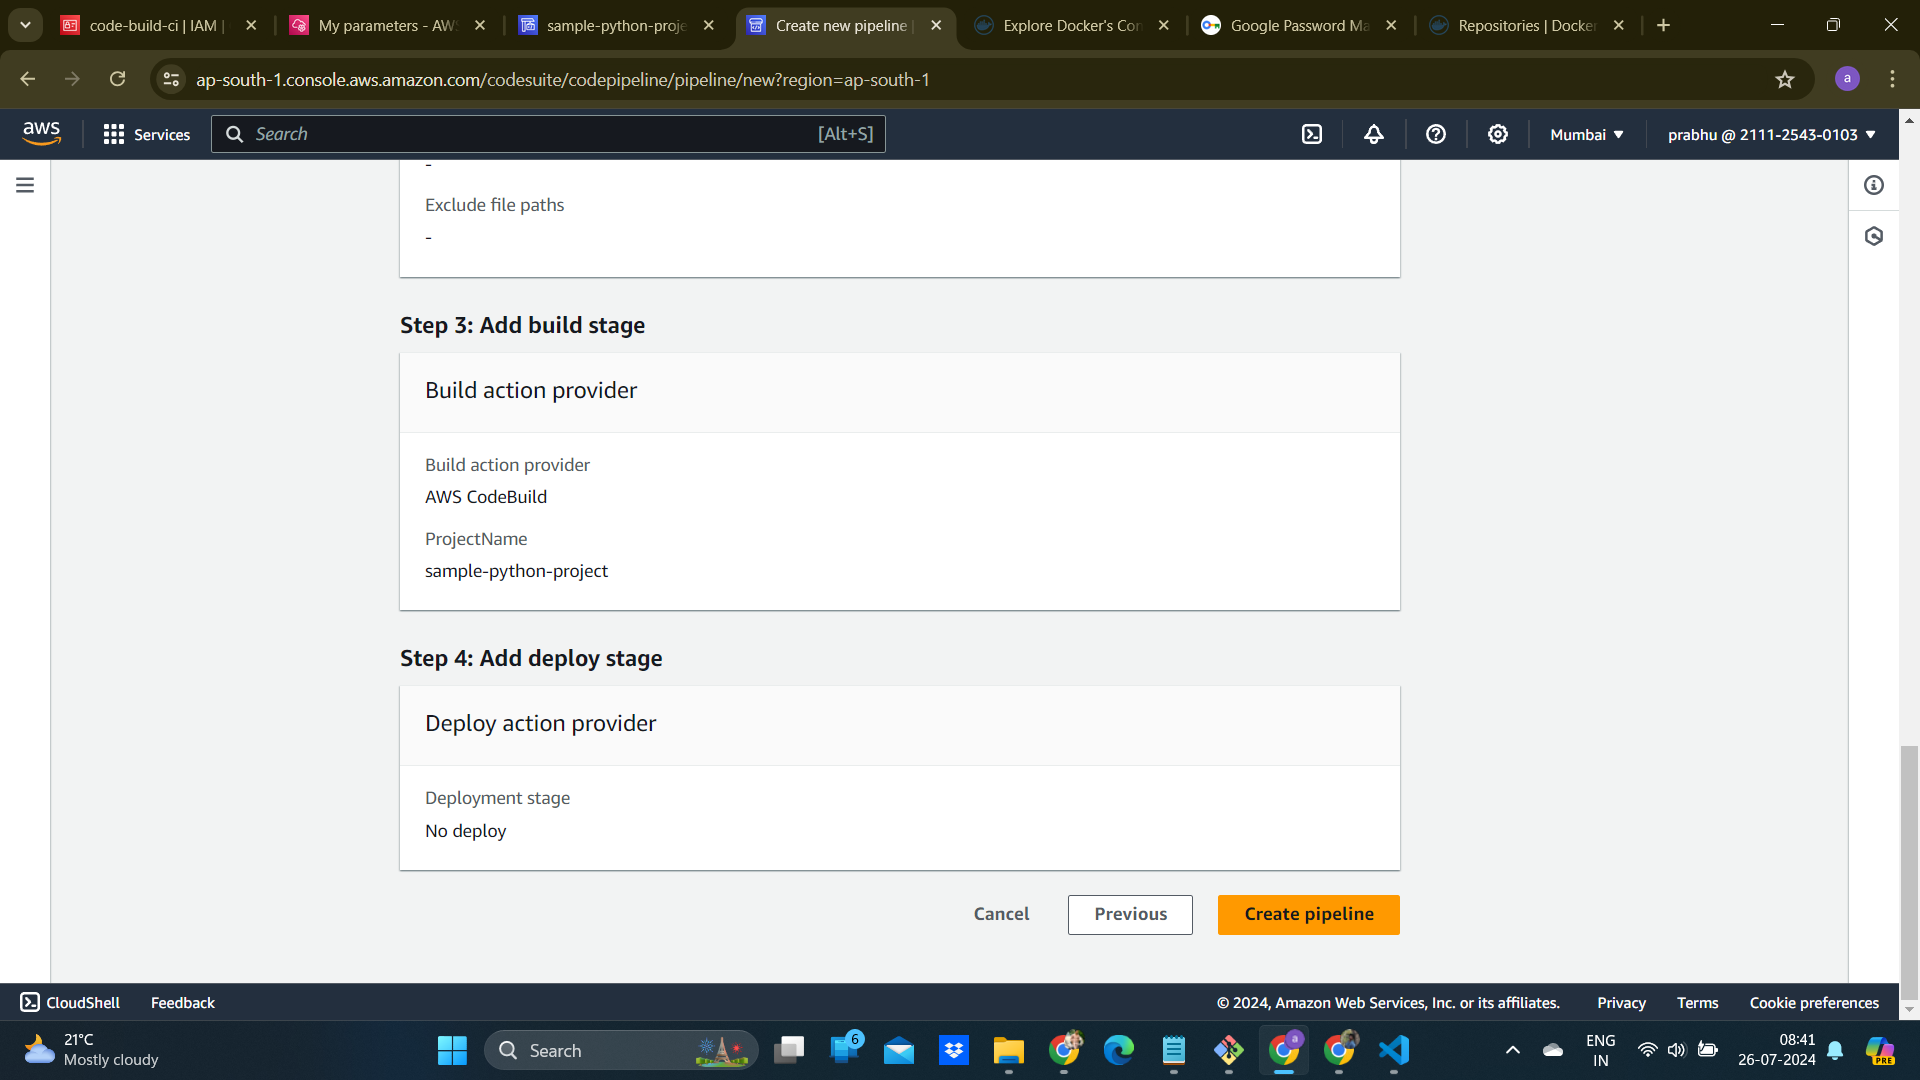 code-build-ci | IAM |
My parameters - AWS
sample-python-proje
Create new pipeline |
Explore Docker's Con
Google Password Ma
Repositories | Docker
ap-south-1.console.aws.amazon.com/codesuite/codepipeline/pipeline/new?region=ap-south-1
aws
Services
Search
[Alt+S]
Mumbai
prabhu @ 2111-2543-0103
-
Exclude file paths
-
Step 3: Add build stage
Build action provider
Build action provider
AWS CodeBuild
ProjectName
sample-python-project
Step 4: Add deploy stage
Deploy action provider
Deployment stage
No deploy
Cancel
Previous
Create pipeline
CloudShell
Feedback
© 2024, Amazon Web Services, Inc. or its affiliates.
Privacy
Terms
Cookie preferences
21°C
Mostly cloudy
Search
6
a
ENG
IN
08:41
26-07-2024
PRE